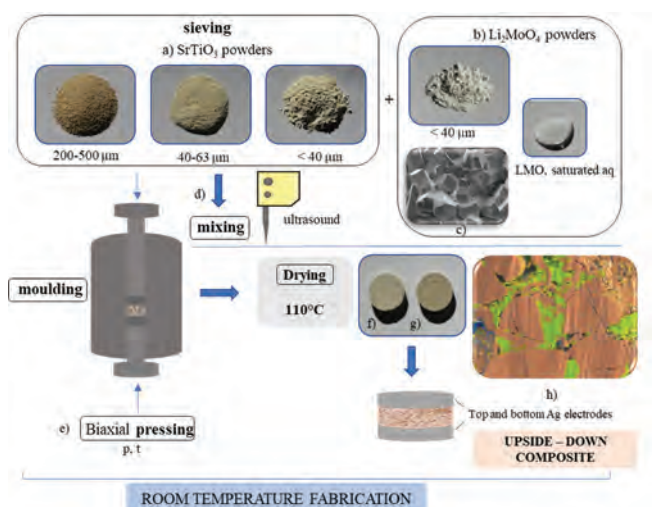 sieving
a) SrTiO₃ powders
200-500 μm
40-63 μm
< 40 μm
+
b) Li₂MoO₄ powders
< 40 μm
LMO, saturated aq
c)
d)
mixing
ultrasound
moulding
Drying
110°C
f)
g)
h)
e)
Biaxial pressing
p, t
Top and bottom Ag electrodes
UPSIDE – DOWN
COMPOSITE
ROOM TEMPERATURE FABRICATION